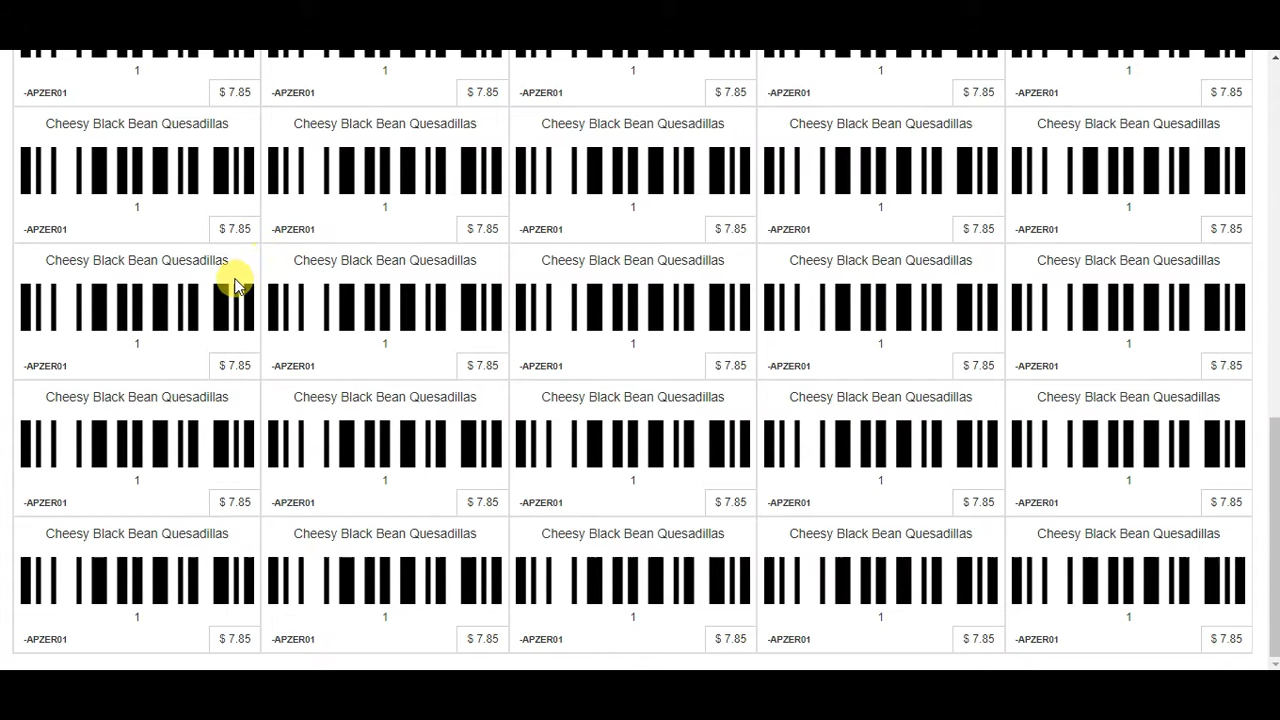 1 1 1 1 1
-APZER01 $ 7.85 -APZER01 $ 7.85 -APZER01 $ 7.85 -APZER01 $ 7.85 -APZER01 $ 7.85
Cheesy Black Bean Quesadillas Cheesy Black Bean Quesadillas Cheesy Black Bean Quesadillas Cheesy Black Bean Quesadillas Cheesy Black Bean Quesadillas
1 1 1 1 1
-APZER01 $ 7.85 -APZER01 $ 7.85 -APZER01 $ 7.85 -APZER01 $ 7.85 -APZER01 $ 7.85
Cheesy Black Bean Quesadillas Cheesy Black Bean Quesadillas Cheesy Black Bean Quesadillas Cheesy Black Bean Quesadillas Cheesy Black Bean Quesadillas
1 1 1 1 1
-APZER01 $ 7.85 -APZER01 $ 7.85 -APZER01 $ 7.85 -APZER01 $ 7.85 -APZER01 $ 7.85
Cheesy Black Bean Quesadillas Cheesy Black Bean Quesadillas Cheesy Black Bean Quesadillas Cheesy Black Bean Quesadillas Cheesy Black Bean Quesadillas
1 1 1 1 1
-APZER01 $ 7.85 -APZER01 $ 7.85 -APZER01 $ 7.85 -APZER01 $ 7.85 -APZER01 $ 7.85
Cheesy Black Bean Quesadillas Cheesy Black Bean Quesadillas Cheesy Black Bean Quesadillas Cheesy Black Bean Quesadillas Cheesy Black Bean Quesadillas
1 1 1 1 1
-APZER01 $ 7.85 -APZER01 $ 7.85 -APZER01 $ 7.85 -APZER01 $ 7.85 -APZER01 $ 7.85